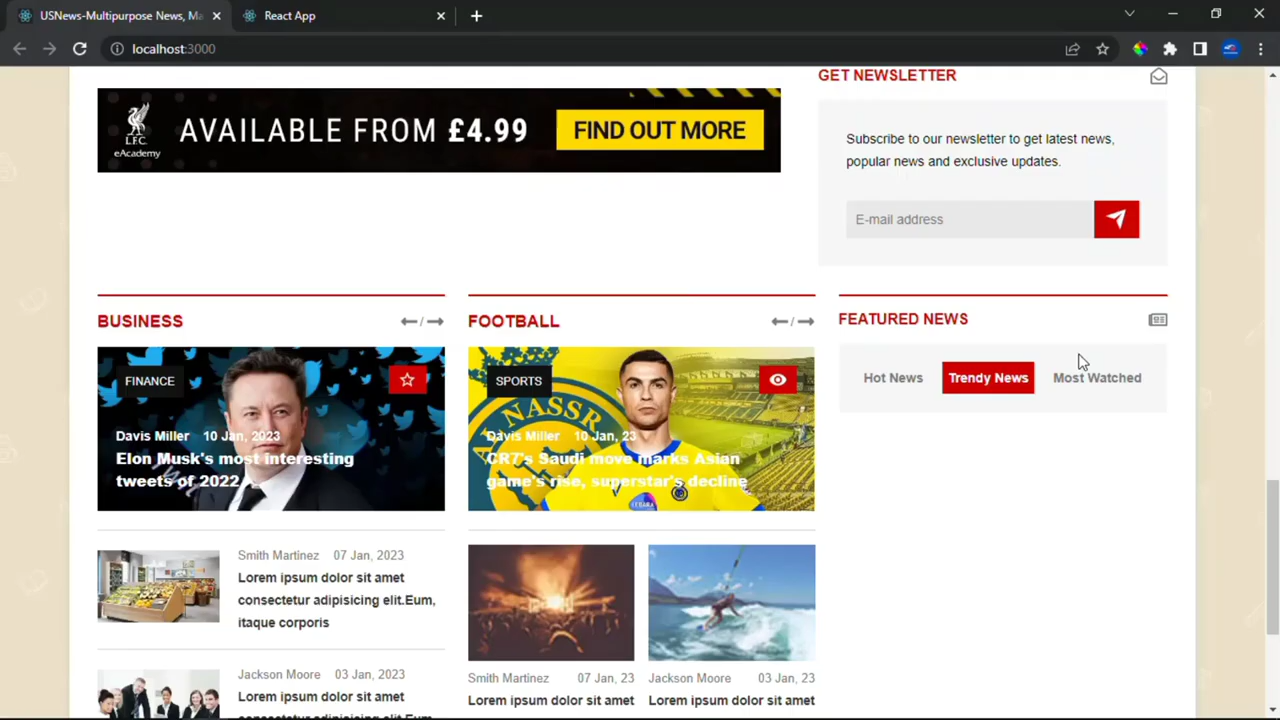 USNews-Multipurpose News, Ma
React App
localhost:3000
GET NEWSLETTER
L.F.C.
eAcademy
AVAILABLE FROM £4.99
FIND OUT MORE
Subscribe to our newsletter to get latest news,
popular news and exclusive updates.
E-mail address
BUSINESS
/
FOOTBALL
/
FEATURED NEWS
FINANCE
Davis Miller 10 Jan, 2023
Elon Musk's most interesting
tweets of 2022
SPORTS
NASSR
Davis Miller 10 Jan, 23
CR7's Saudi move marks Asian
game's rise, superstar's decline
Hot News
Trendy News
Most Watched
Smith Martinez 07 Jan, 2023
Lorem ipsum dolor sit amet
consectetur adipisicing elit.Eum,
itaque corporis
Jackson Moore 03 Jan, 2023
Lorem ipsum dolor sit amet
Smith Martinez 07 Jan, 23
Lorem ipsum dolor sit amet
Jackson Moore 03 Jan, 23
Lorem ipsum dolor sit amet